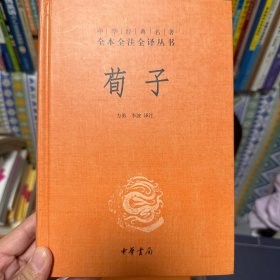 中华经典名著
全本全注全译丛书
荀子
方勇 李波 译注
中华书局